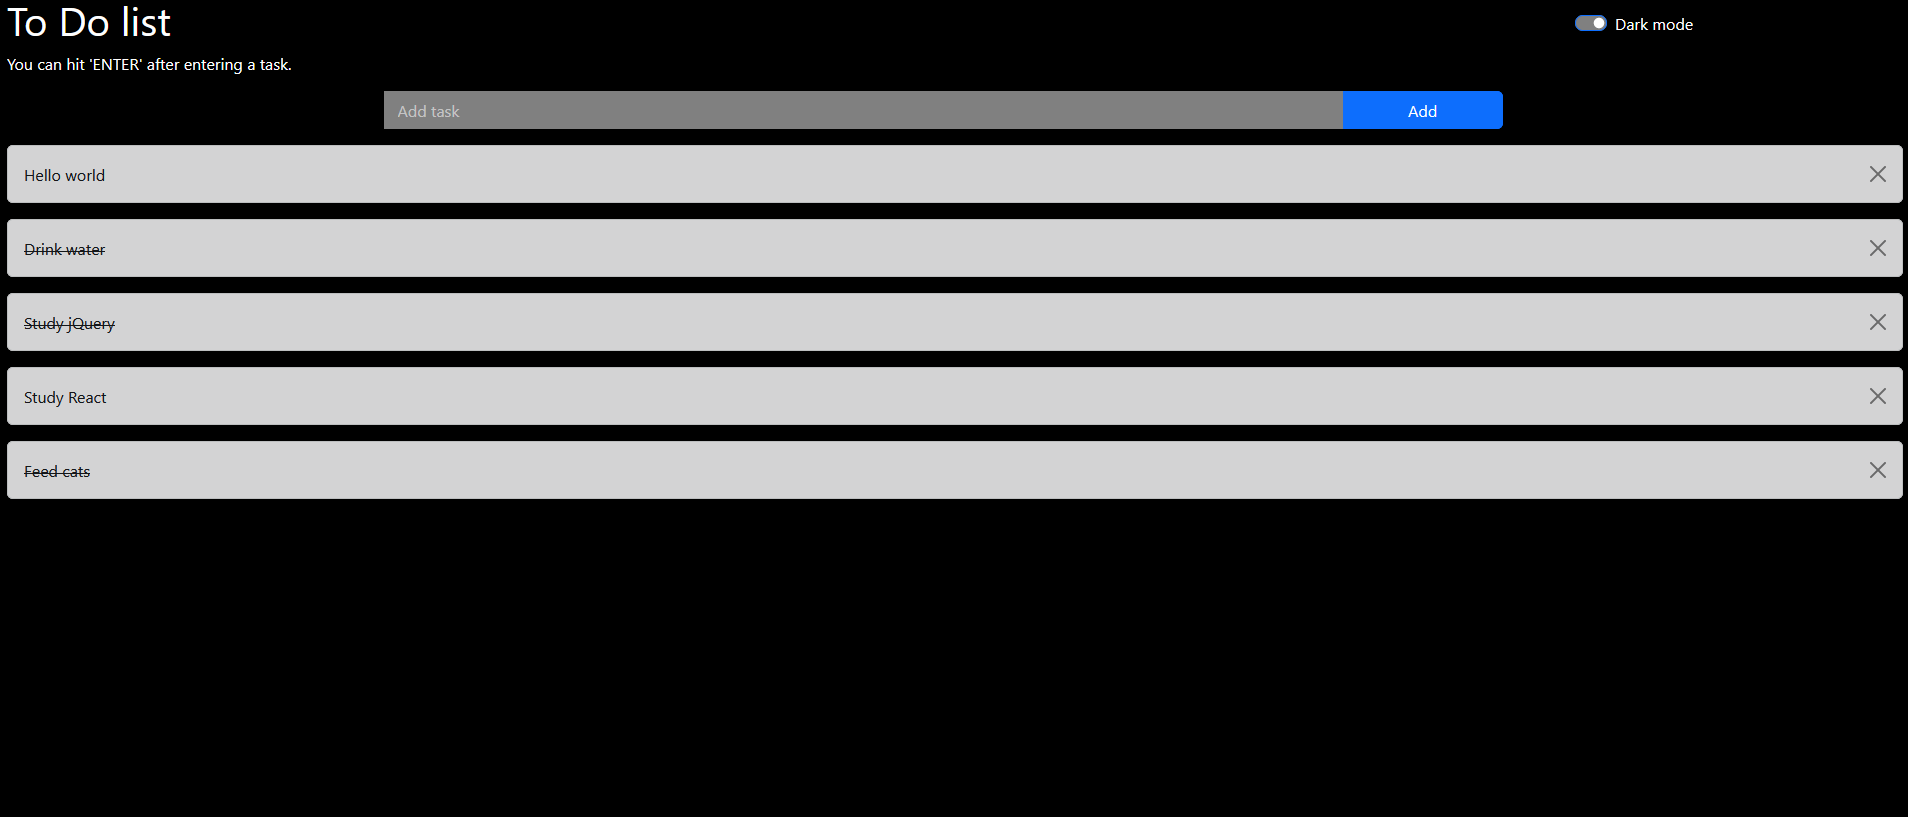 To Do list
Dark mode
You can hit 'ENTER' after entering a task.
Add task
Add
Hello world
Drink water
Study jQuery
Study React
Feed cats